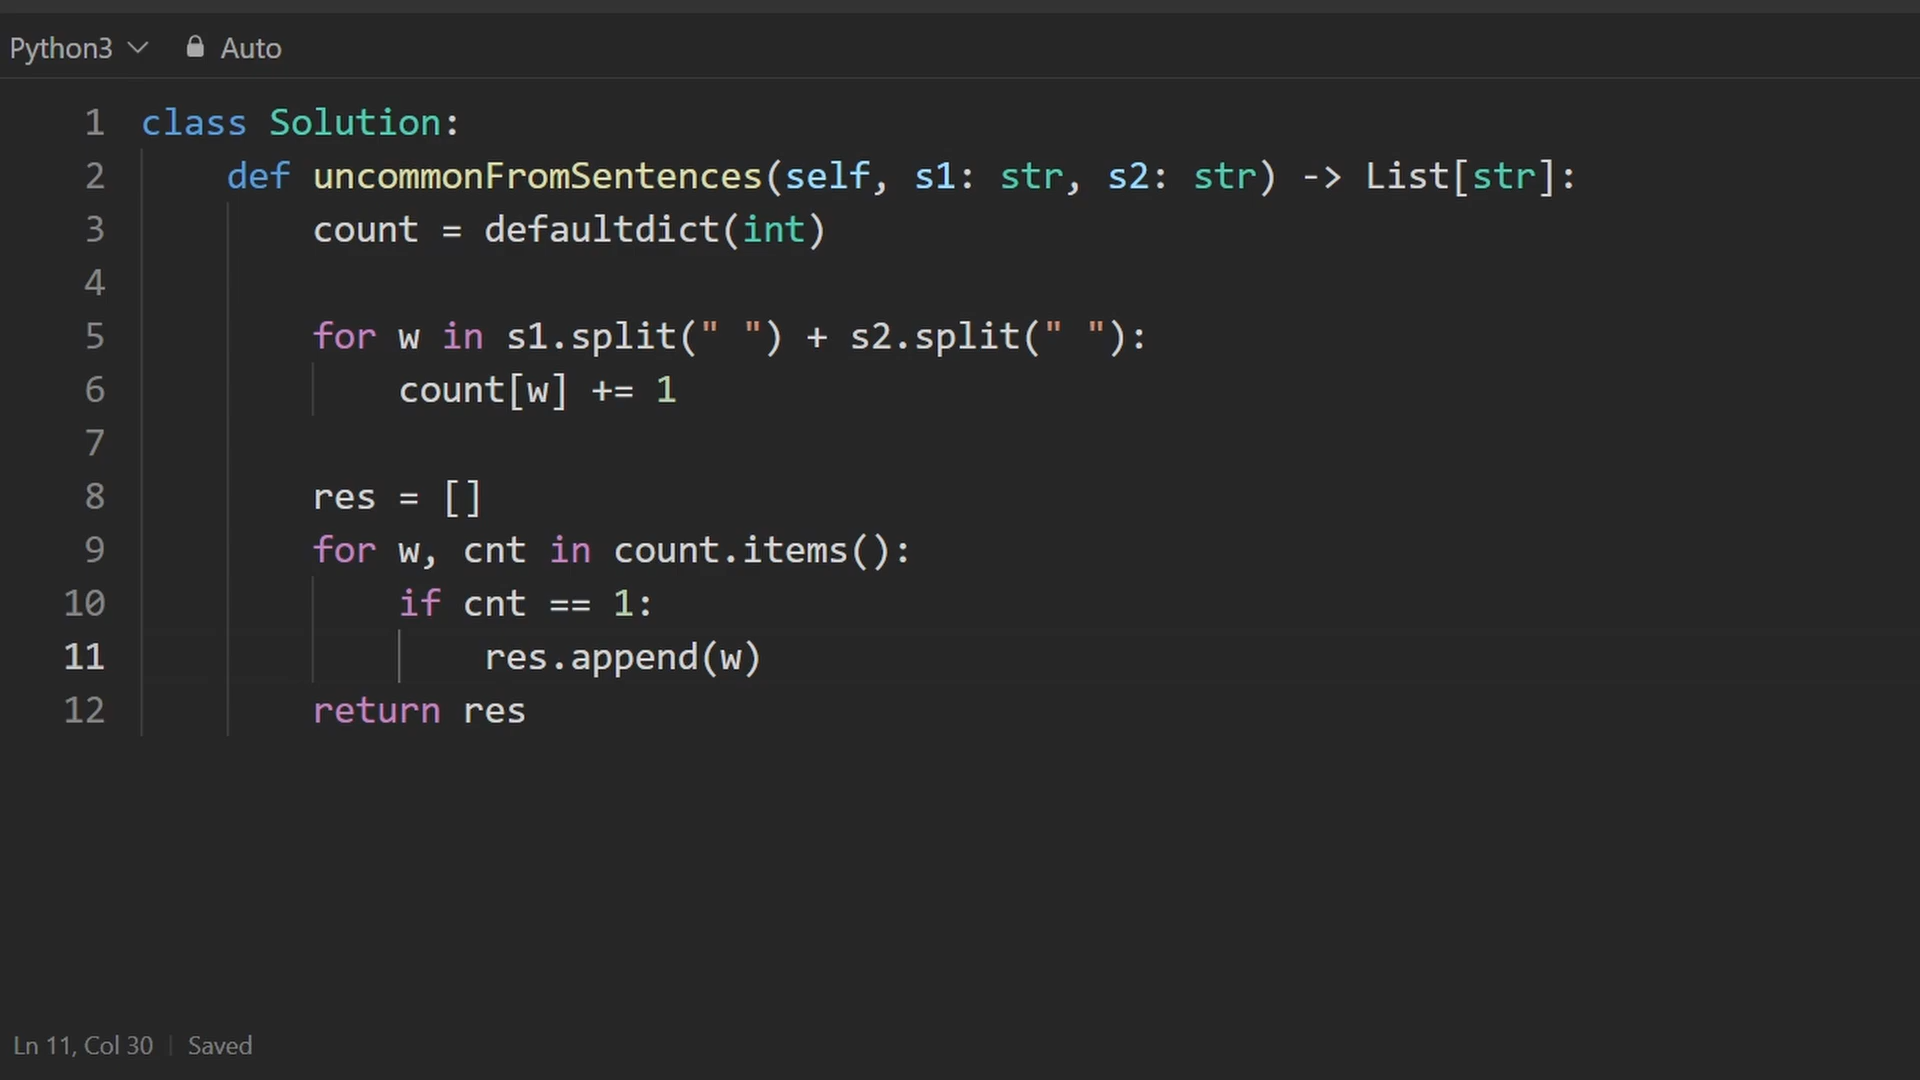 Python3 Auto
1 class Solution:
2     def uncommonFromSentences(self, s1: str, s2: str) -> List[str]:
3         count = defaultdict(int)
4
5         for w in s1.split(" ") + s2.split(" "):
6             count[w] += 1
7
8         res = []
9         for w, cnt in count.items():
10             if cnt == 1:
11                 res.append(w)
12         return res
Ln 11, Col 30 | Saved